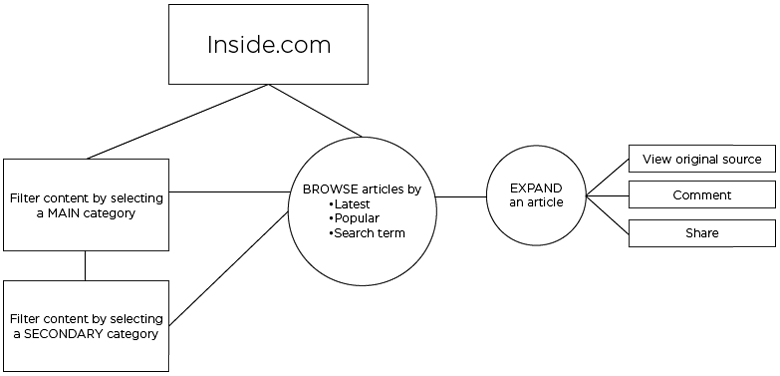 Inside.com
Filter content by selecting
a MAIN category
Filter content by selecting
a SECONDARY category
BROWSE articles by
•Latest
•Popular
•Search term
EXPAND
an article
View original source
Comment
Share